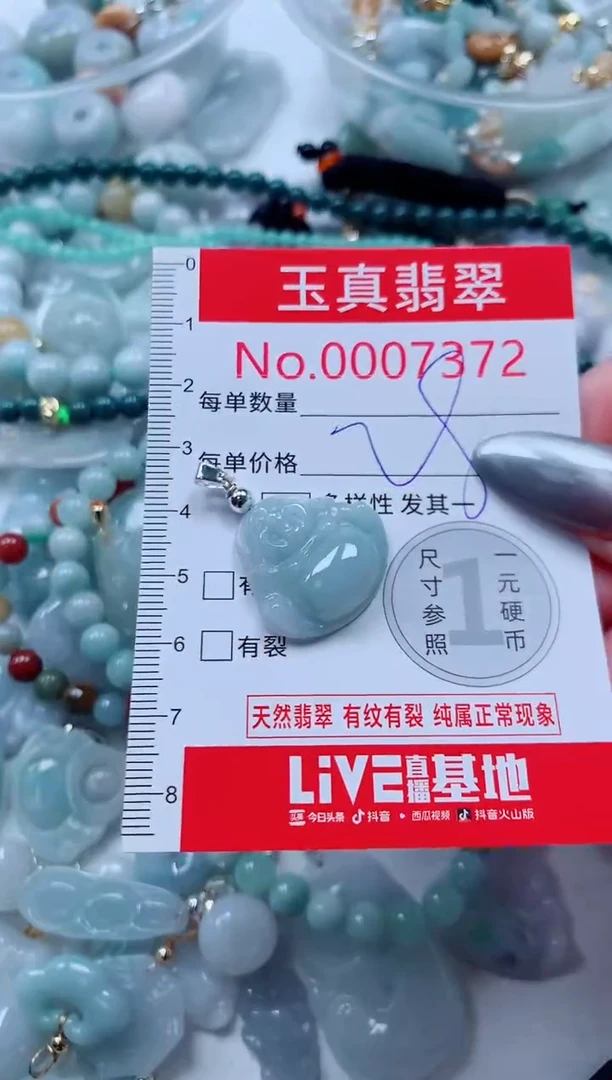 玉真翡翠
No.0007372
每单数量
每单价格
多样性 发其一
有裂
尺寸参照
1
一元硬币
天然翡翠 有纹有裂 纯属正常现象
LiVE直播基地
头条 今日头条 抖音 西瓜视频 抖音火山版
0
1
2
3
4
5
6
7
8